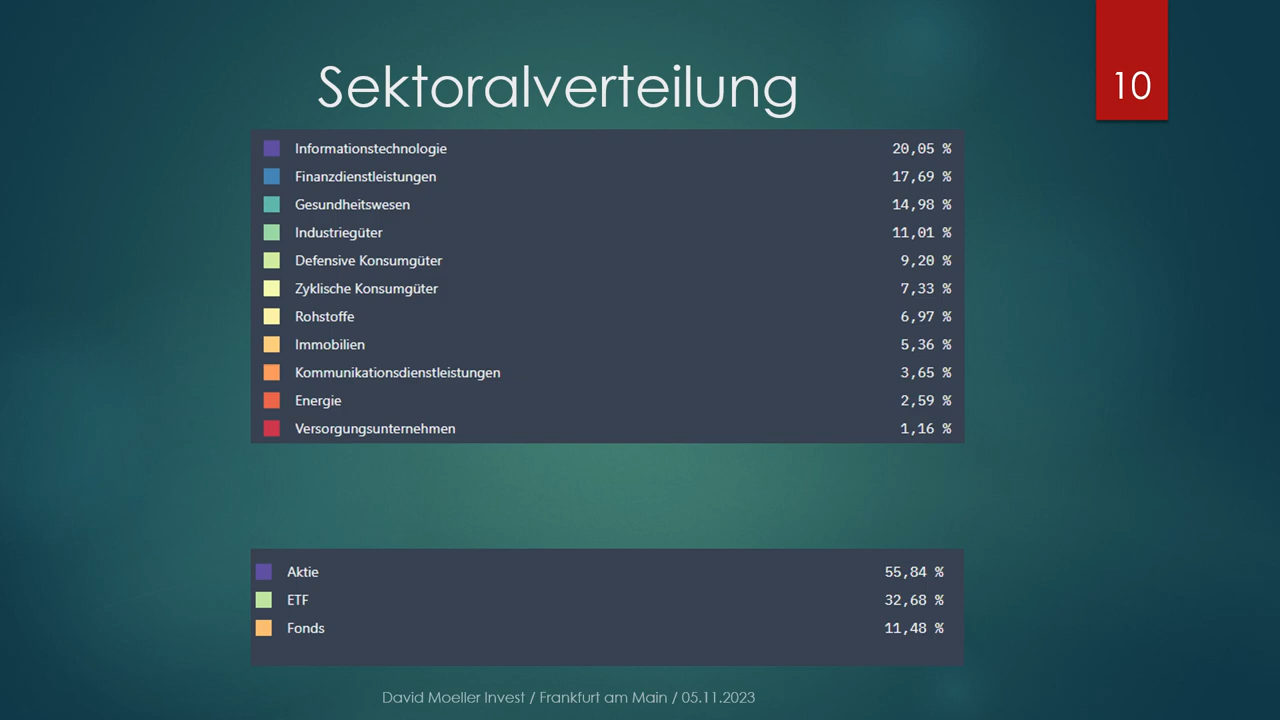 Sektoralverteilung
10
Informationstechnologie 20,05 %
Finanzdienstleistungen 17,69 %
Gesundheitswesen 14,98 %
Industriegüter 11,01 %
Defensive Konsumgüter 9,20 %
Zyklische Konsumgüter 7,33 %
Rohstoffe 6,97 %
Immobilien 5,36 %
Kommunikationsdienstleistungen 3,65 %
Energie 2,59 %
Versorgungsunternehmen 1,16 %
Aktie 55,84 %
ETF 32,68 %
Fonds 11,48 %
David Moeller Invest / Frankfurt am Main / 05.11.2023